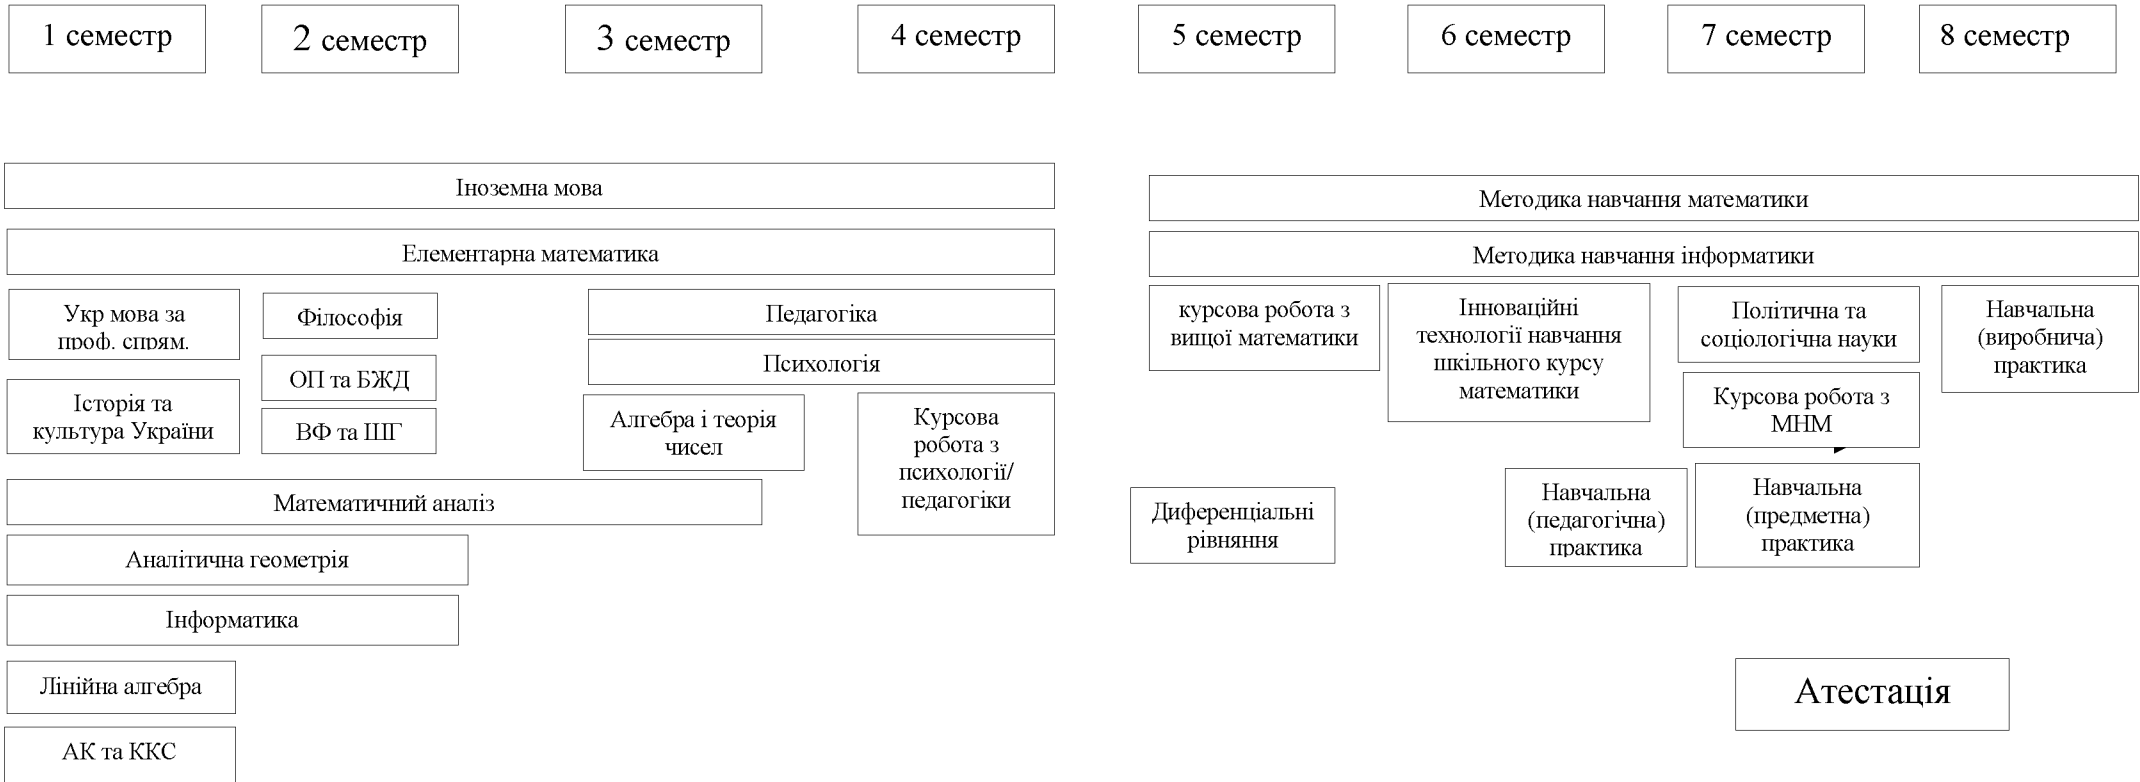 1 семестр
2 семестр
3 семестр
4 семестр
5 семестр
6 семестр
7 семестр
8 семестр
Іноземна мова
Елементарна математика
Укр мова за
проф. спрям.
Історія та
культура України
Філософія
ОП та БЖД
ВФ та ШГ
Педагогіка
Психологія
Алгебра і теорія
чисел
Курсова
робота з
психології/
педагогіки
Математичний аналіз
Аналітична геометрія
Інформатика
Лінійна алгебра
АК та ККС
Методика навчання математики
Методика навчання інформатики
курсова робота з
вищої математики
Інноваційні
технології навчання
шкільного курсу
математики
Політична та
соціологічна науки
Навчальна
(виробнича)
практика
Курсова робота з
МНМ
Диференціальні
рівняння
Навчальна
(педагогічна)
практика
Навчальна
(предметна)
практика
Атестація